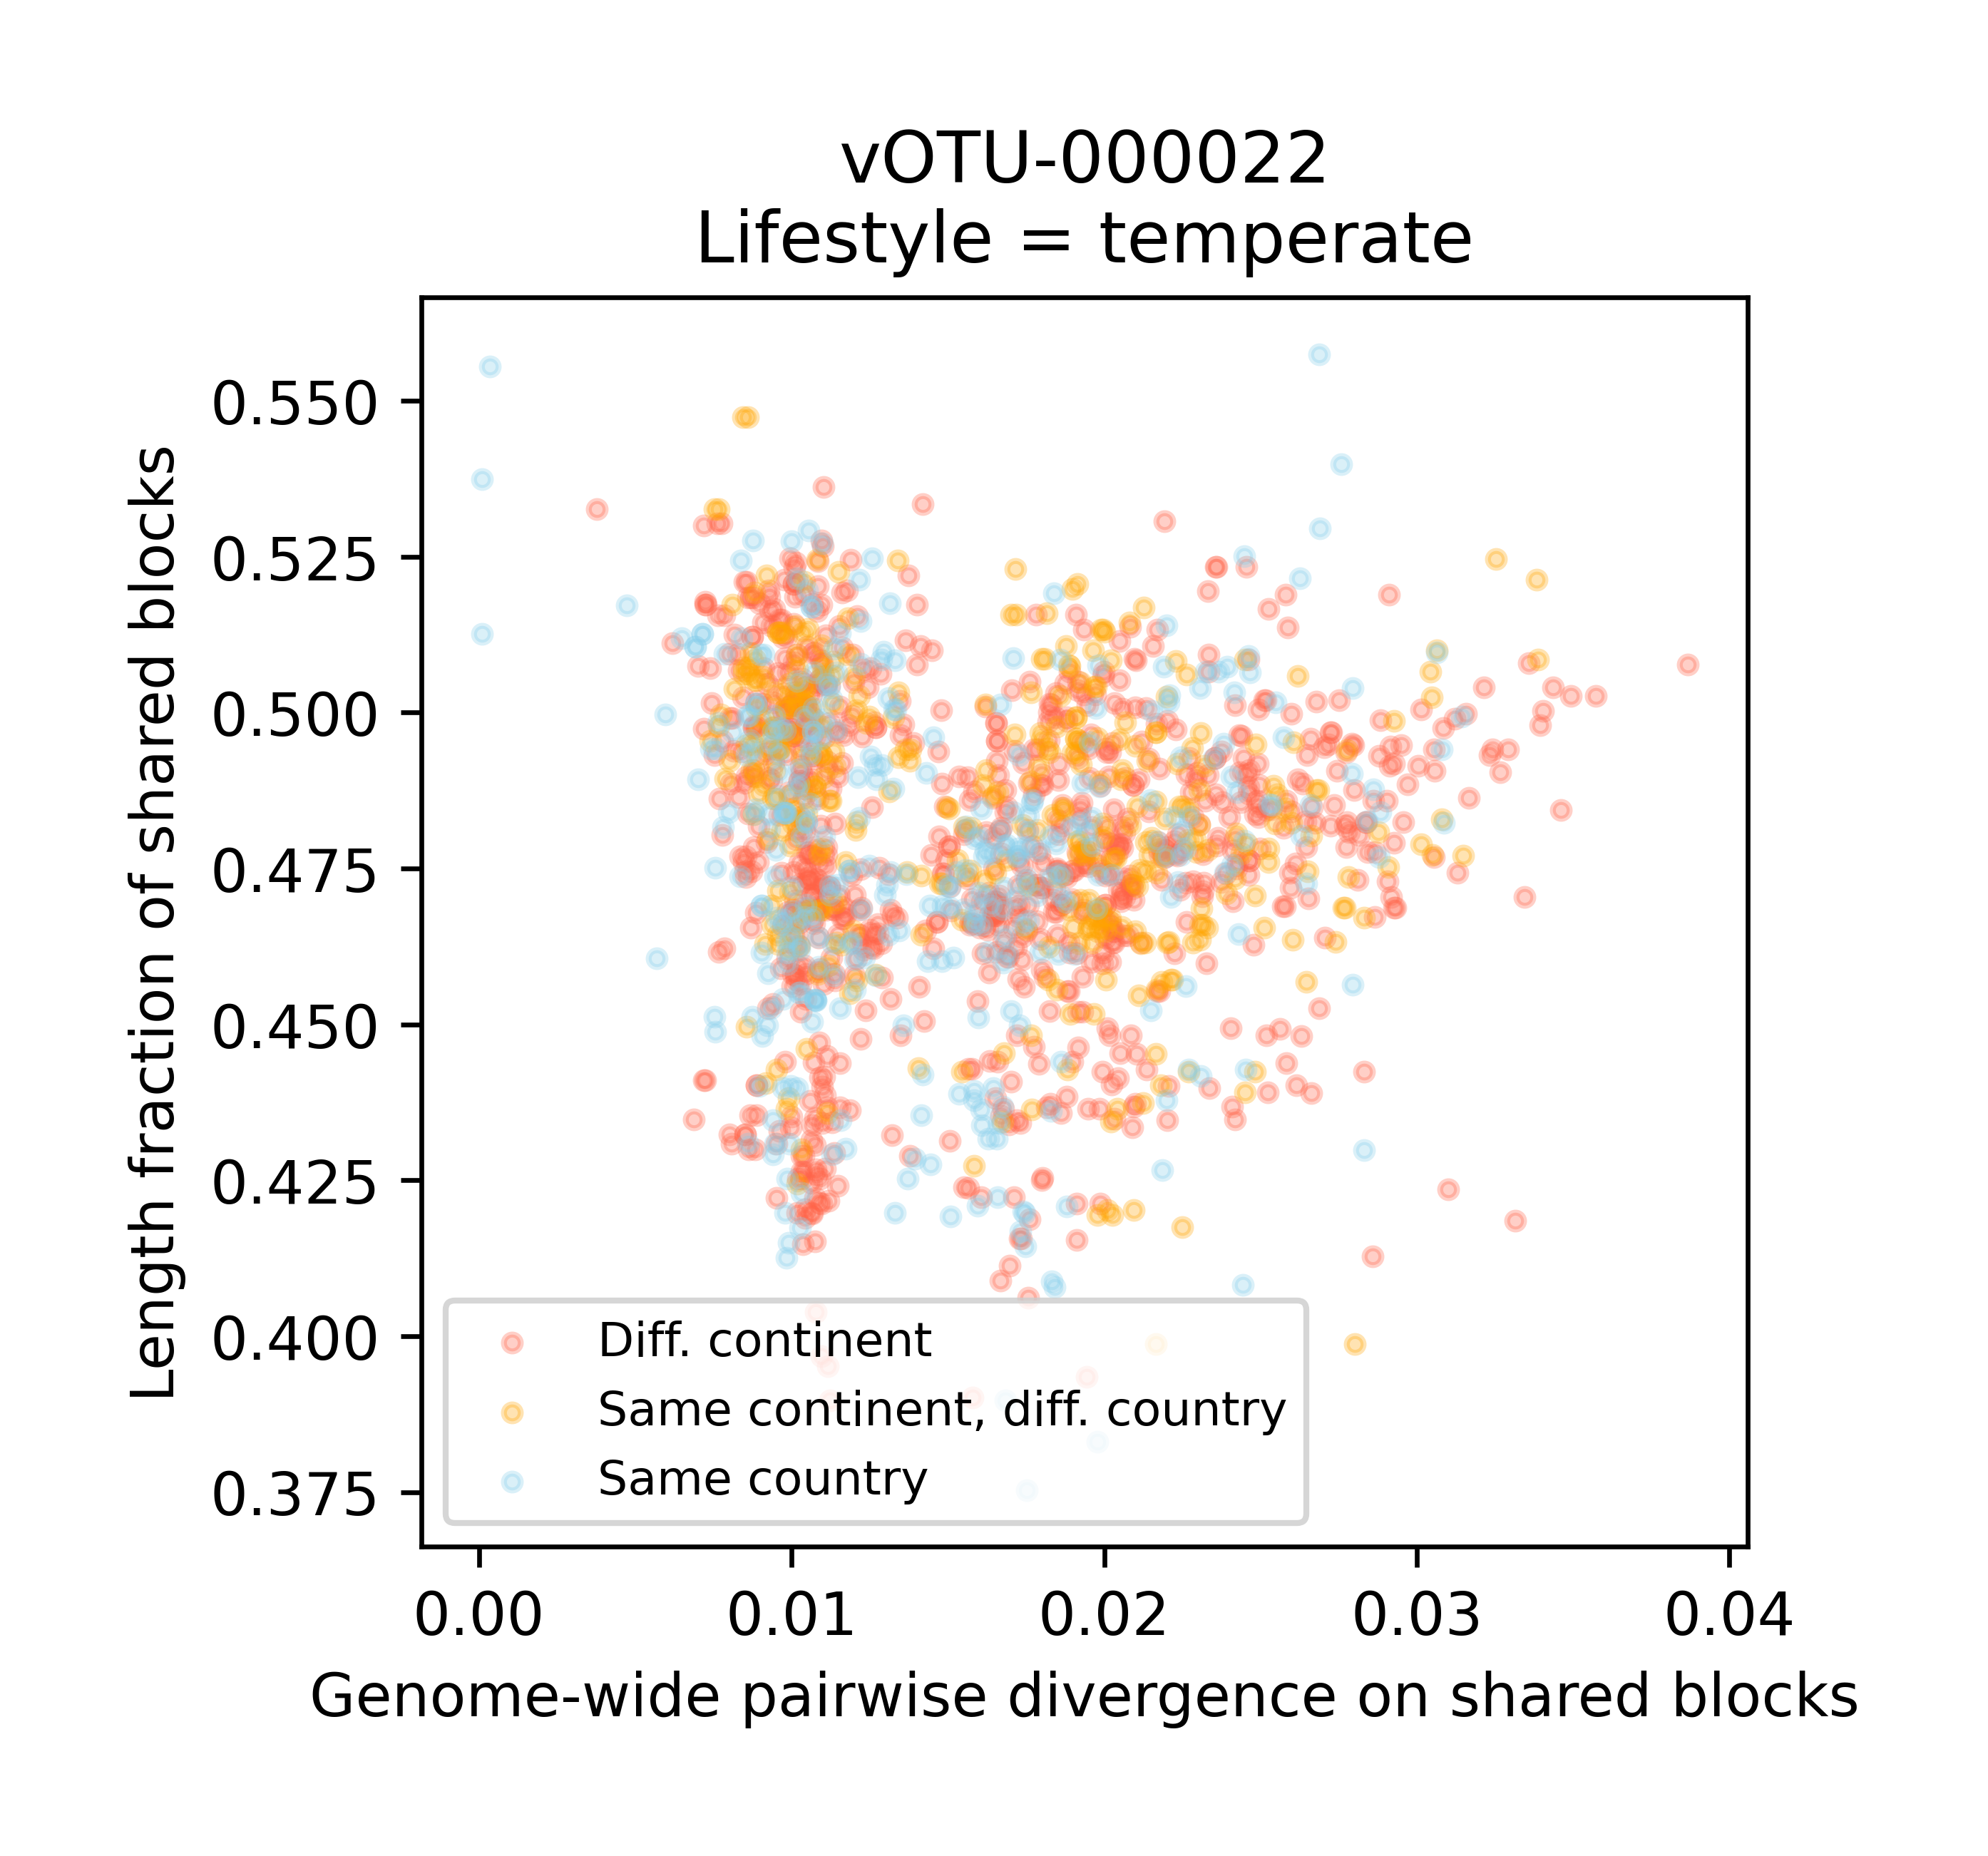 vOTU-000022
Lifestyle = temperate
Length fraction of shared blocks
0.550
0.525
0.500
0.475
0.450
0.425
0.400
0.375
Diff. continent
Same continent, diff. country
Same country
0.00
0.01
0.02
0.03
0.04
Genome-wide pairwise divergence on shared blocks